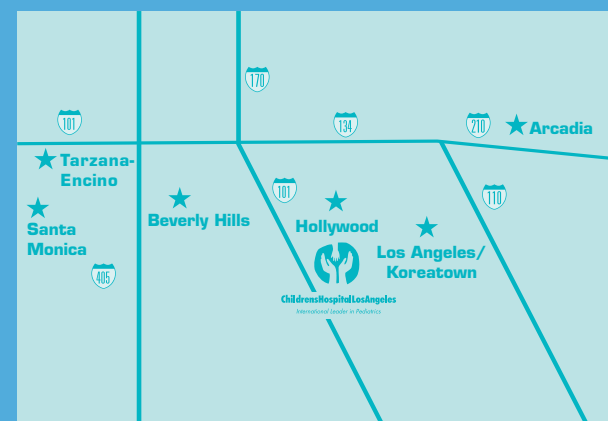 170
101
134
210
Arcadia
Tarzana-
Encino
101
110
Santa
Monica
Beverly Hills
Hollywood
Los Angeles/
Koreatown
405
ChildrensHospitalLosAngeles
International Leader in Pediatrics